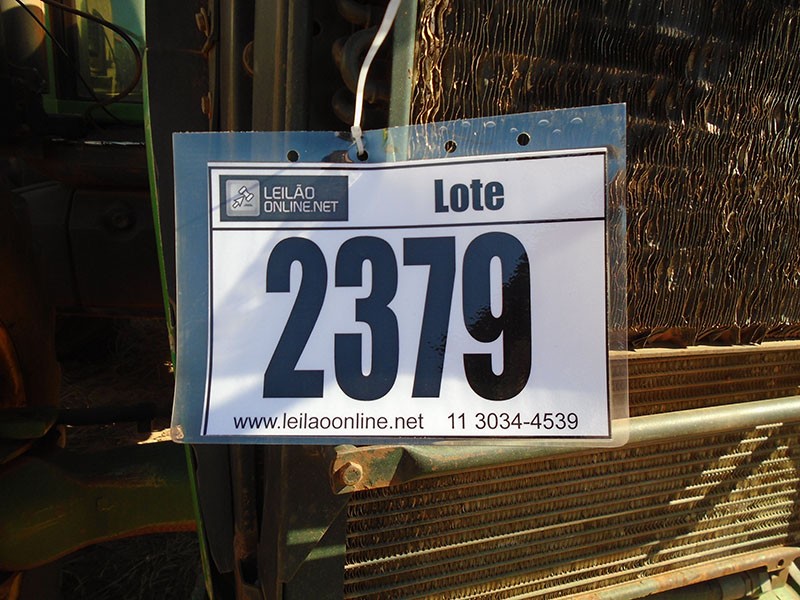 LEILÃO
ONLINE.NET
Lote
2379
www.leilaoonline.net 11 3034-4539